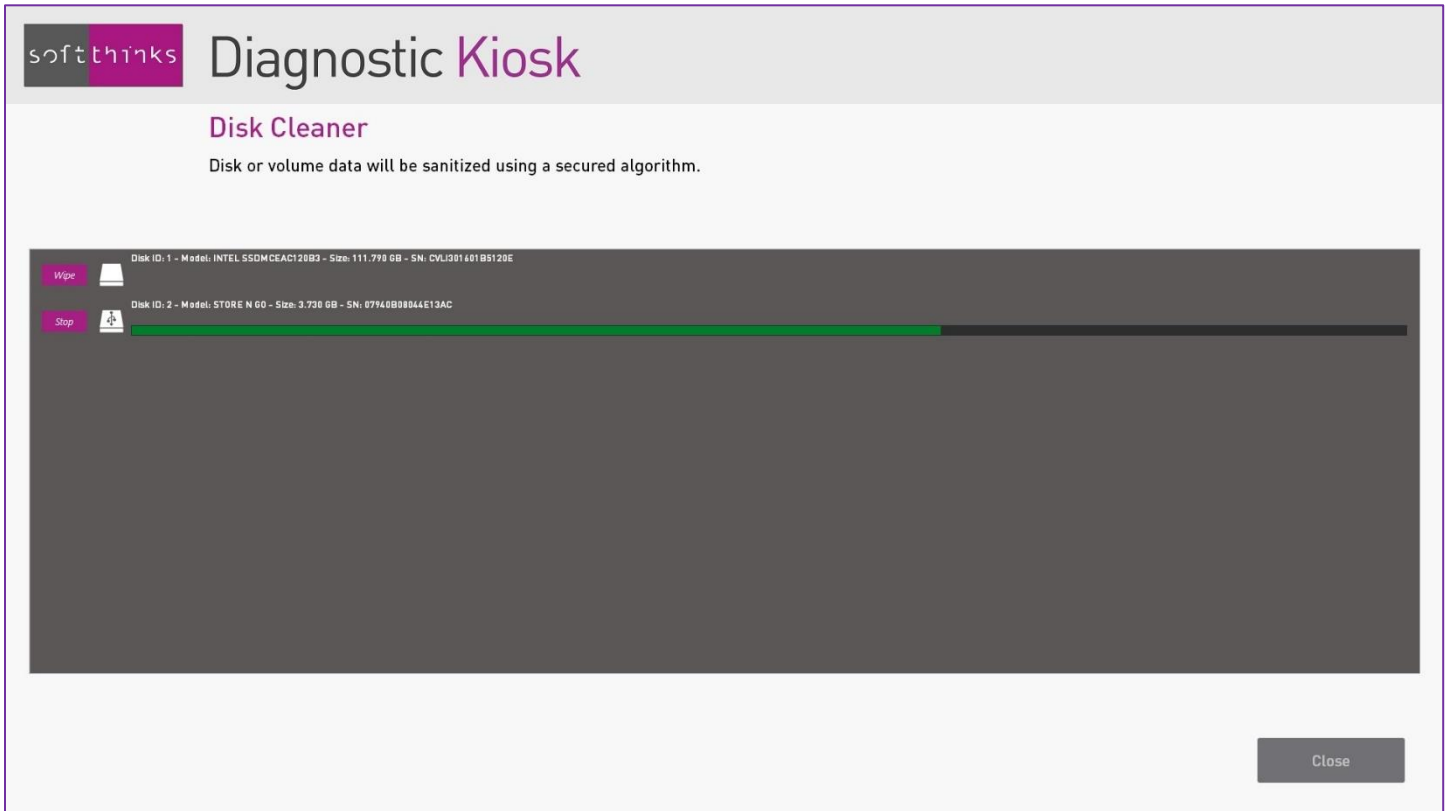 softthinks Diagnostic Kiosk
Disk Cleaner
Disk or volume data will be sanitized using a secured algorithm.
Disk ID: 1 - Model: INTEL SSDMCEAC120B3 - Size: 111.790 GB - SN: CVLI301601B5120E
Wipe
Disk ID: 2 - Model: STORE N GO - Size: 3.730 GB - SN: 07940B08044E13AC
Stop
Close